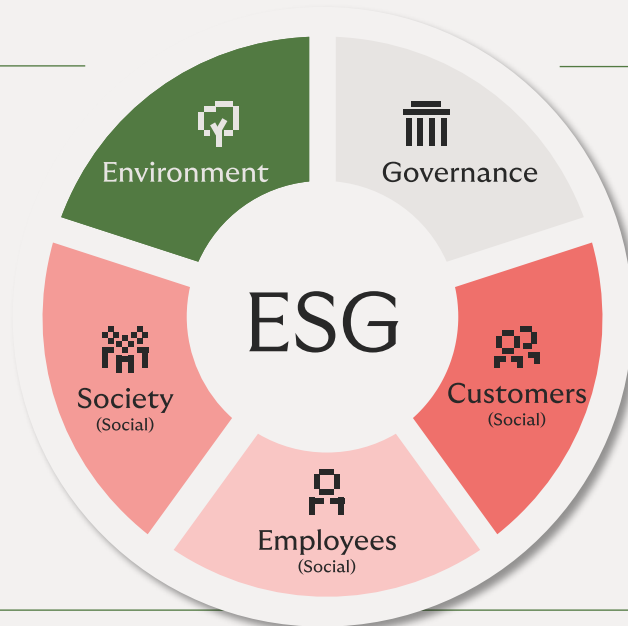 Environment
Governance
ESG
Society
(Social)
Customers
(Social)
Employees
(Social)